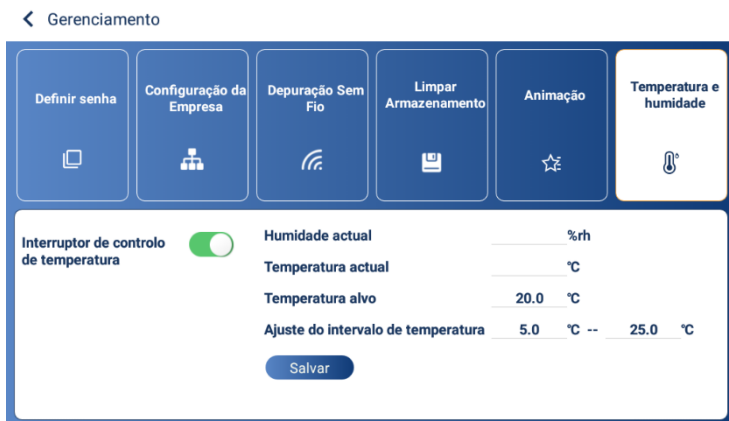 Gerenciamento
Definir senha
Configuração da
Empresa
Depuração Sem
Fio
Limpar
Armazenamento
Animação
Temperatura e
humidade
Interruptor de controlo
de temperatura
Humidade actual %rh
Temperatura actual ℃
Temperatura alvo 20.0 ℃
Ajuste do intervalo de temperatura 5.0 ℃ -- 25.0 ℃
Salvar